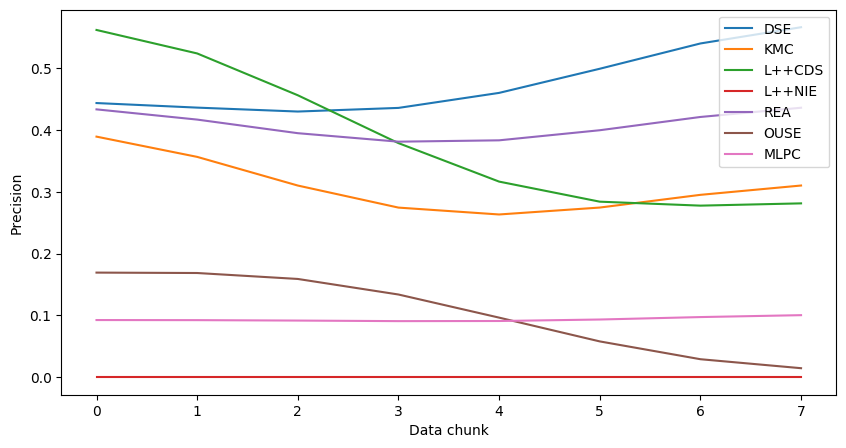 DSE
KMC
L++CDS
L++NIE
REA
OUSE
MLPC
Precision
0.5
0.4
0.3
0.2
0.1
0.0
0 1 2 3 4 5 6 7
Data chunk